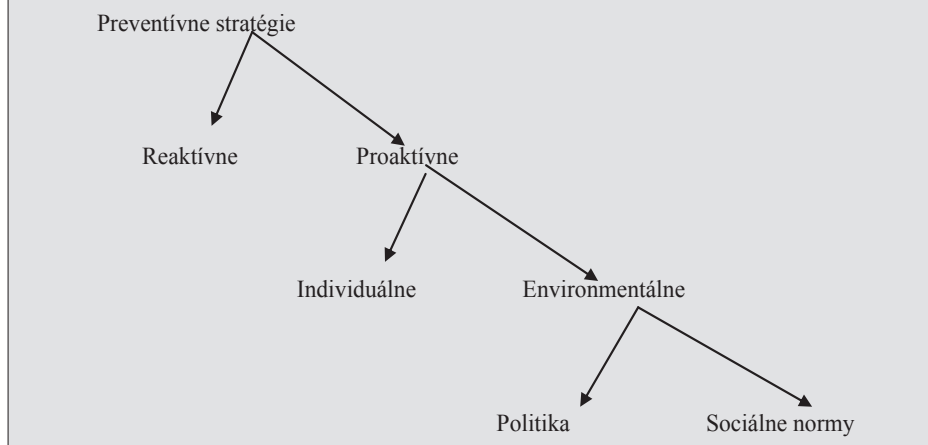 Preventívne stratégie
Reaktívne Proaktívne
Individuálne Environmentálne
Politika Sociálne normy